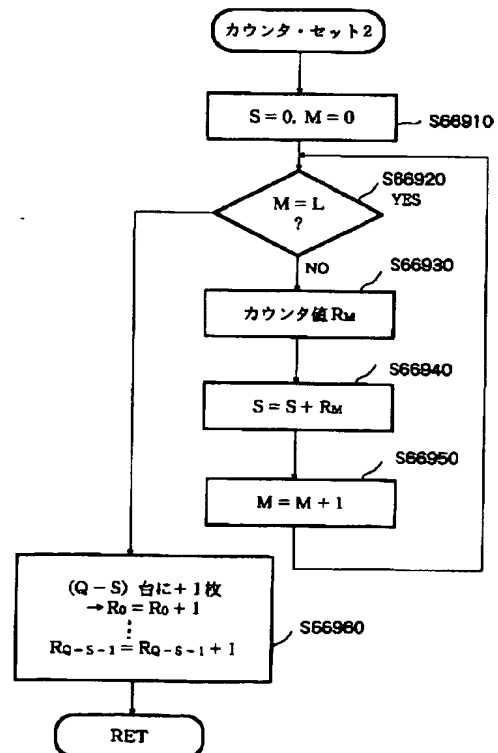 カウンタ・セット2
S=0, M=0
S66910
S66920
M=L
?
YES
NO
S66930
カウンタ値RM
S66940
S=S+RM
S66950
M=M+1
(Q-S) 台に+1枚
→R0=R0+1
⋮
RQ-S-1=RQ-S-1+1
S66960
RET